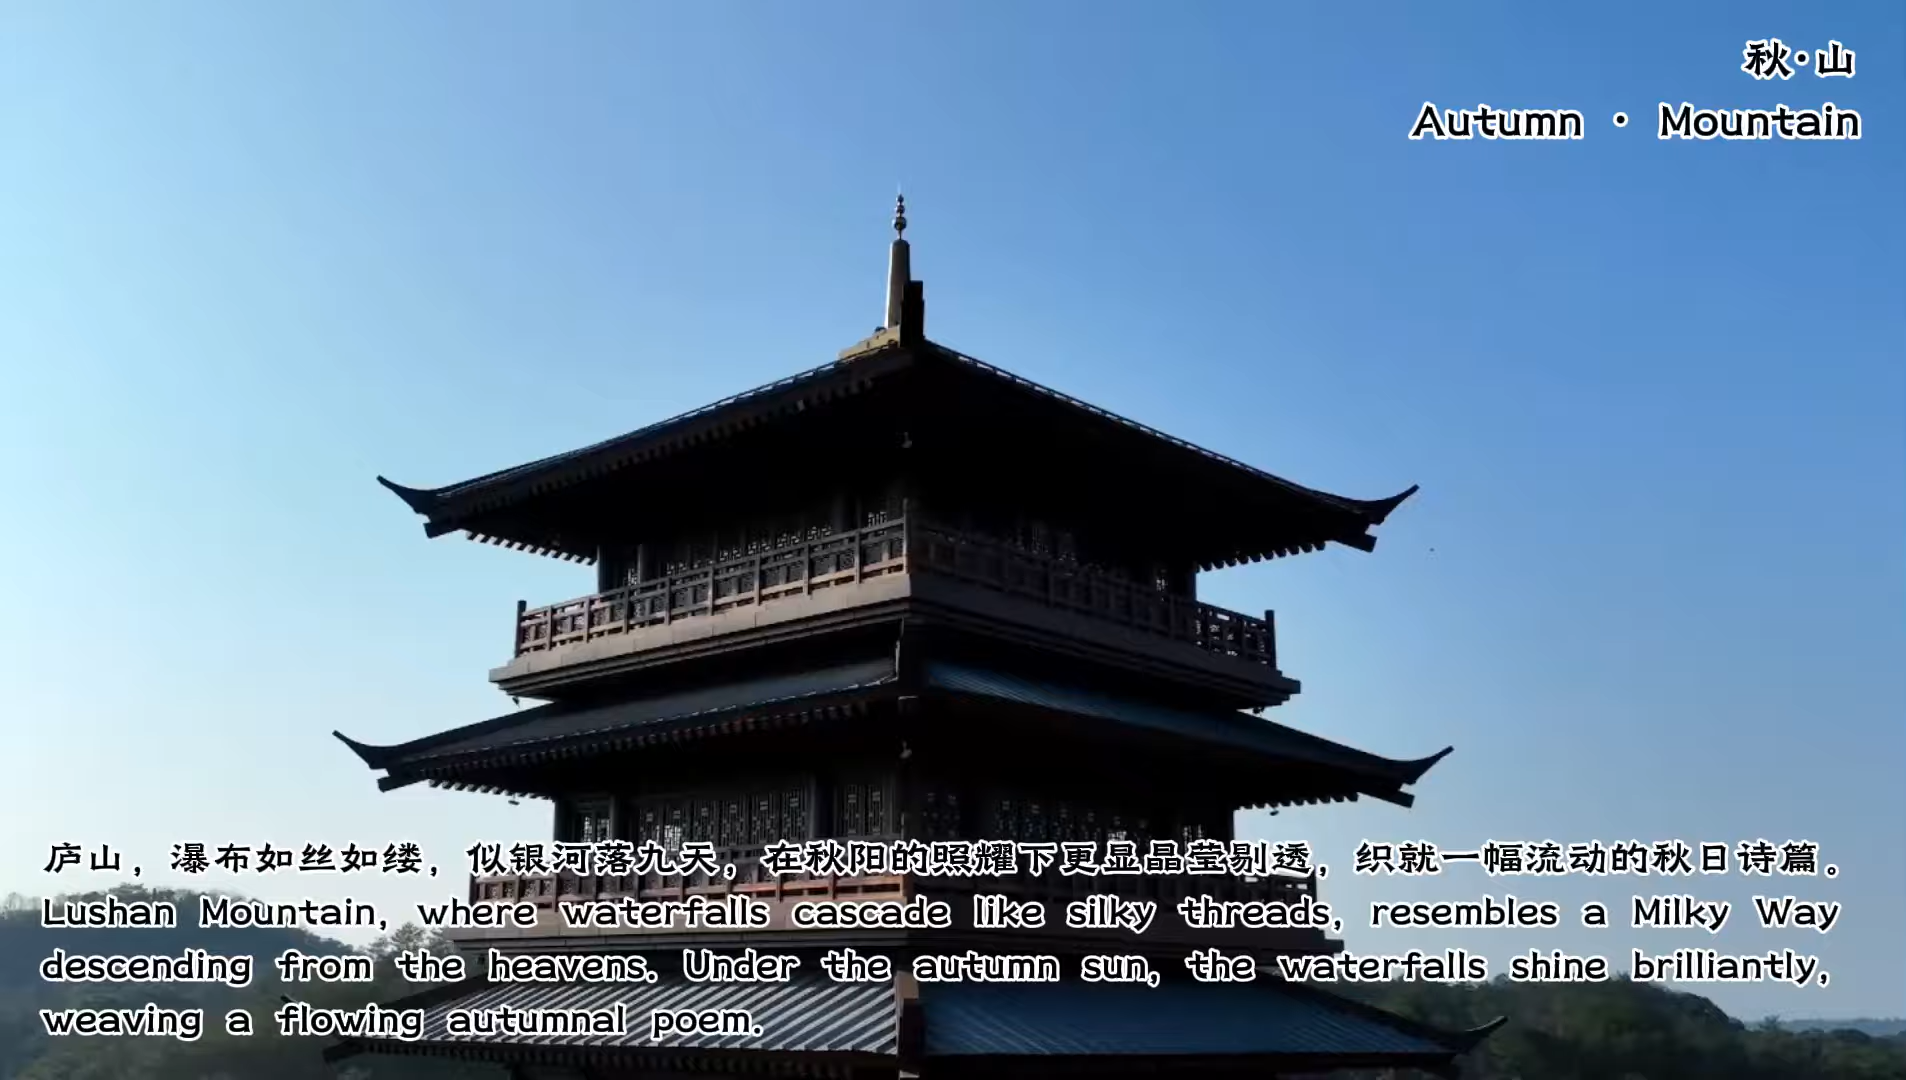 秋·山
Autumn · Mountain
庐山，瀑布如丝如缕，似银河落九天，在秋阳的照耀下更显晶莹剔透，织就一幅流动的秋日诗篇。
Lushan Mountain, where waterfalls cascade like silky threads, resembles a Milky Way
descending from the heavens. Under the autumn sun, the waterfalls shine brilliantly,
weaving a flowing autumnal poem.